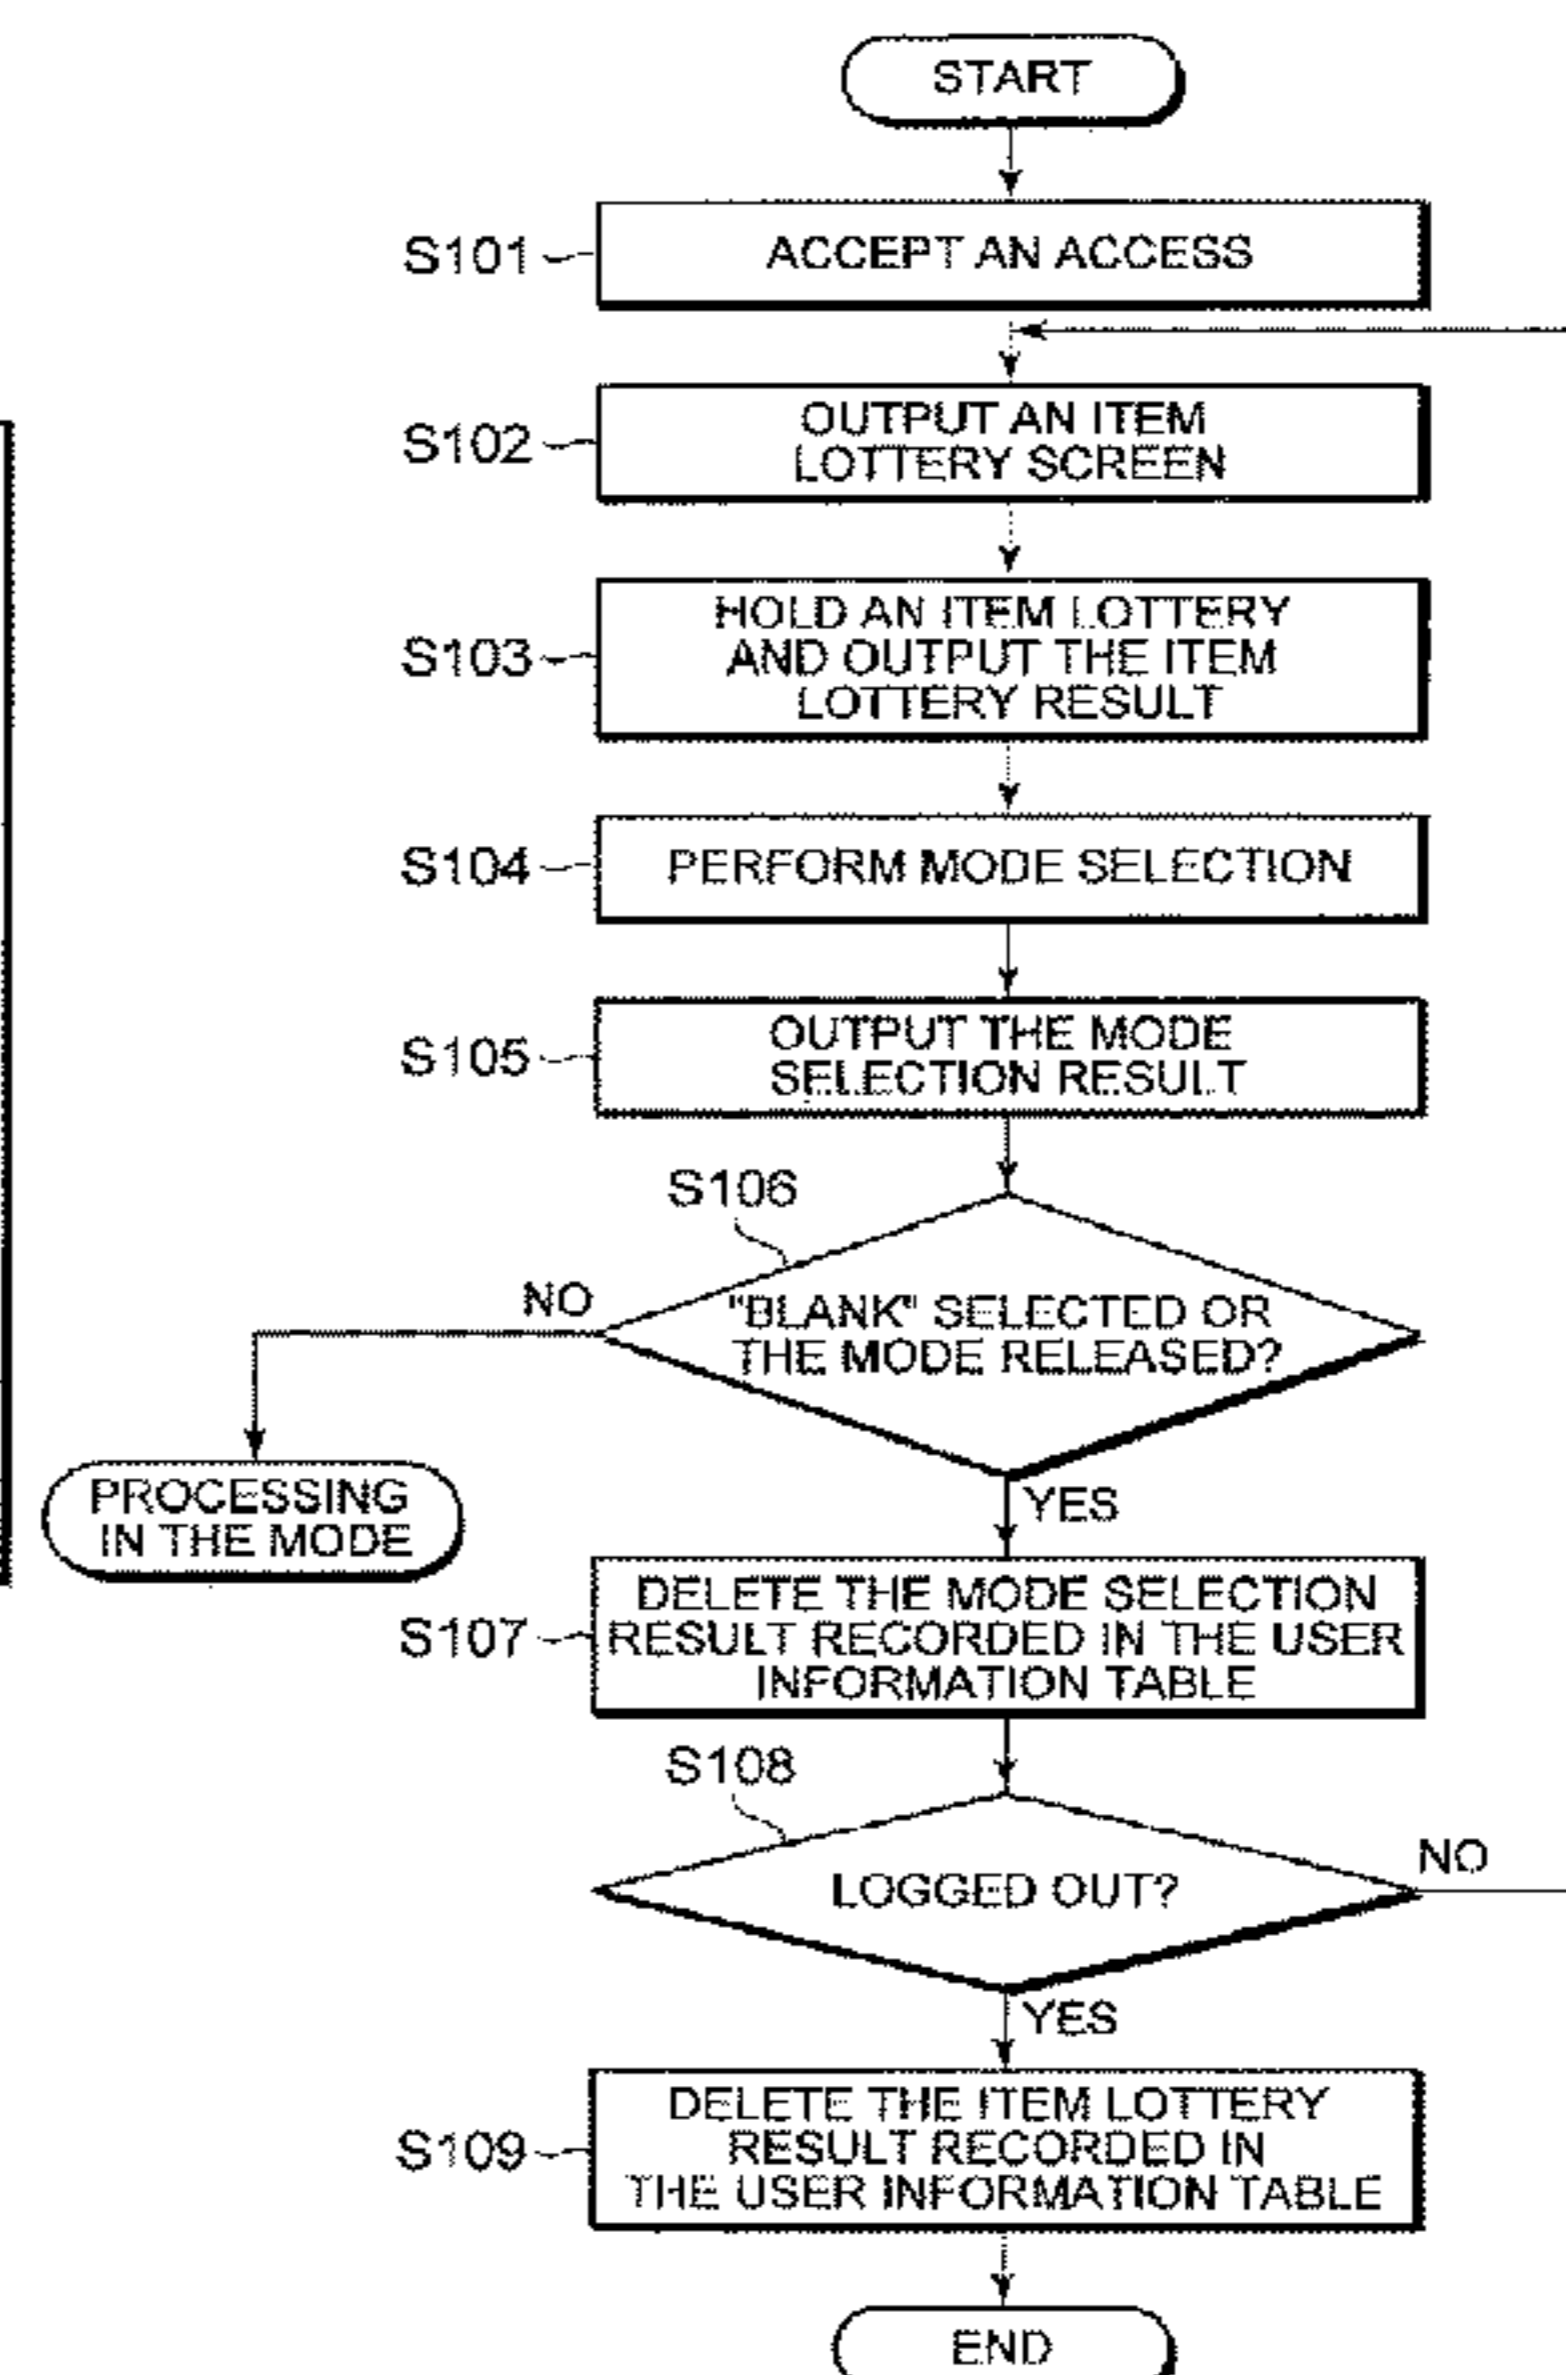 START
S101
ACCEPT AN ACCESS
S102
OUTPUT AN ITEM
LOTTERY SCREEN
S103
HOLD AN ITEM LOTTERY
AND OUTPUT THE ITEM
LOTTERY RESULT
S104
PERFORM MODE SELECTION
S105
OUTPUT THE MODE
SELECTION RESULT
S106
NO
"BLANK" SELECTED OR
THE MODE RELEASED?
PROCESSING
IN THE MODE
YES
S107
DELETE THE MODE SELECTION
RESULT RECORDED IN THE USER
INFORMATION TABLE
S108
NO
LOGGED OUT?
YES
S109
DELETE THE ITEM LOTTERY
RESULT RECORDED IN
THE USER INFORMATION TABLE
END